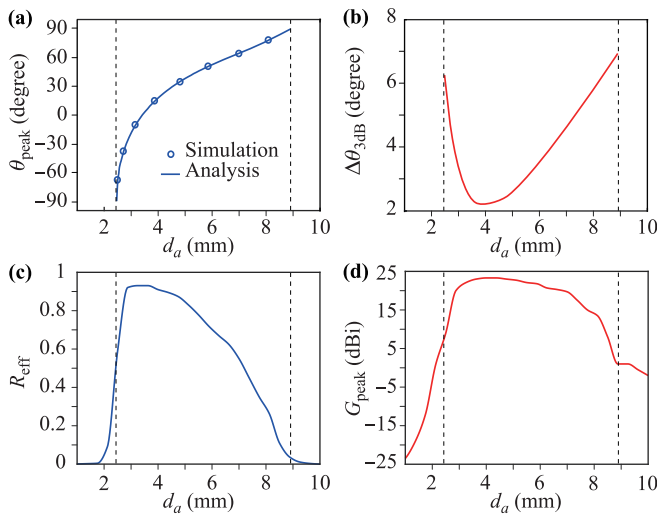 (a)
90
60
30
0
−30
−60
−90
θpeak (degree)
Simulation
Analysis
2 4 6 8 10
da (mm)
(b)
8
6
4
2
Δθ3dB (degree)
2 4 6 8 10
da (mm)
(c)
1
0.8
0.6
0.4
0.2
0
Reff
2 4 6 8 10
da (mm)
(d)
25
15
5
-5
-15
-25
Gpeak (dBi)
2 4 6 8 10
da (mm)